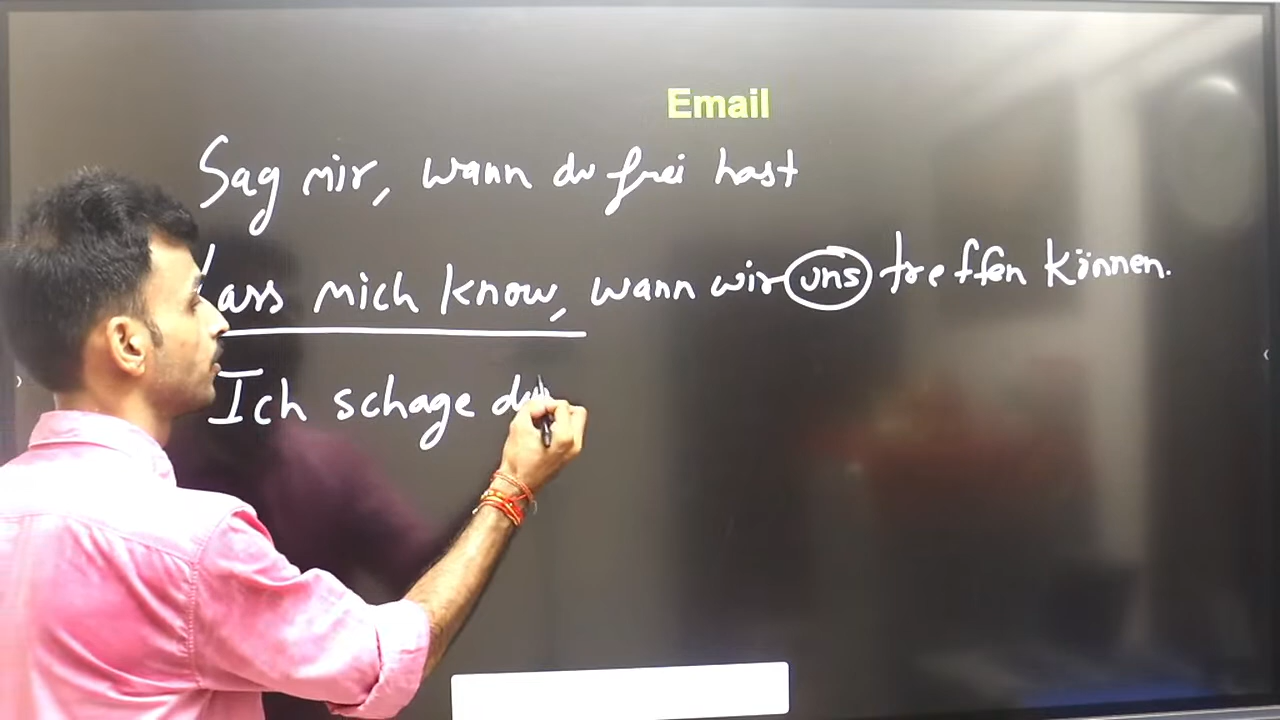 Email
Sag mir, wann du frei hast
Lass mich know, wann wir uns treffen können.
Ich schage